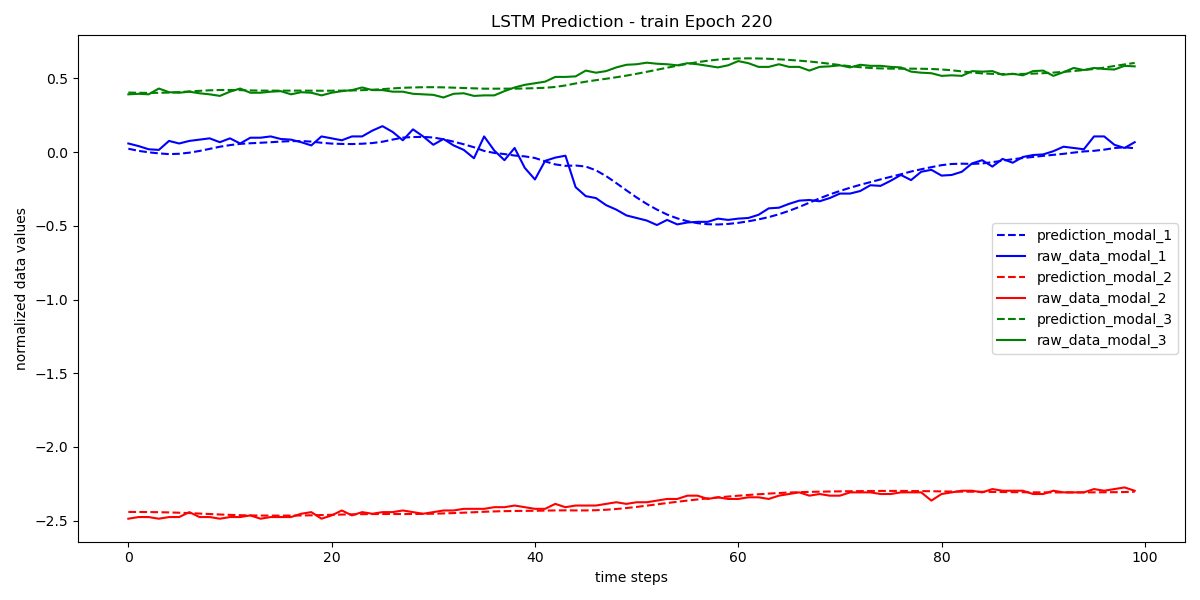 LSTM Prediction - train Epoch 220
normalized data values
0.5
0.0
−0.5
−1.0
−1.5
−2.0
−2.5
prediction_modal_1
raw_data_modal_1
prediction_modal_2
raw_data_modal_2
prediction_modal_3
raw_data_modal_3
0 20 40 60 80 100
time steps